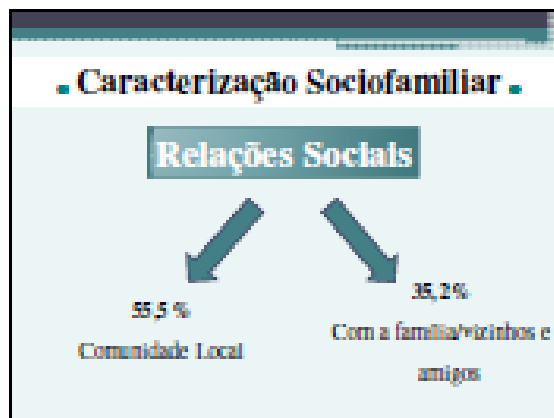 Caracterização Sociofamiliar
Relações Sociais
55,5 %
Comunidade Local
35,2%
Com a família/vizinhos e
amigos